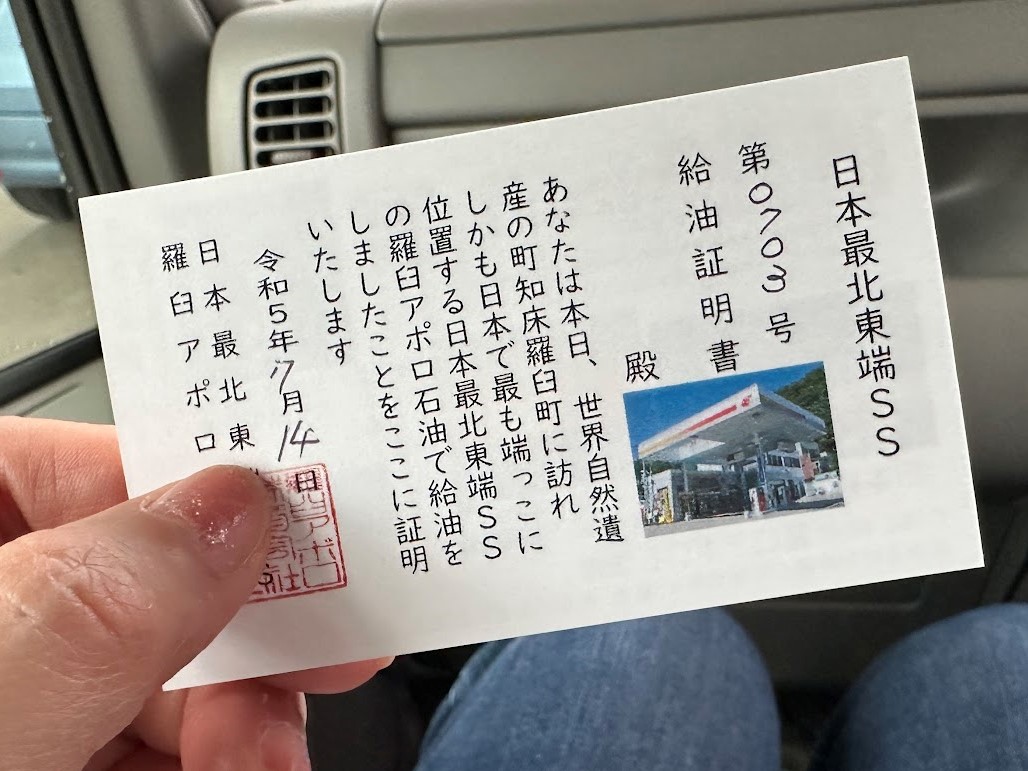 日本最北東端SS
第0703号
給油証明書
殿
あなたは本日、世界自然遺
産の町知床羅臼町に訪れ
しかも日本で最も端っこに
位置する日本最北東端SS
の羅臼アポロ石油で給油を
しましたことをここに証明
いたします
令和5年7月14日
日本最北東
羅臼アポロ